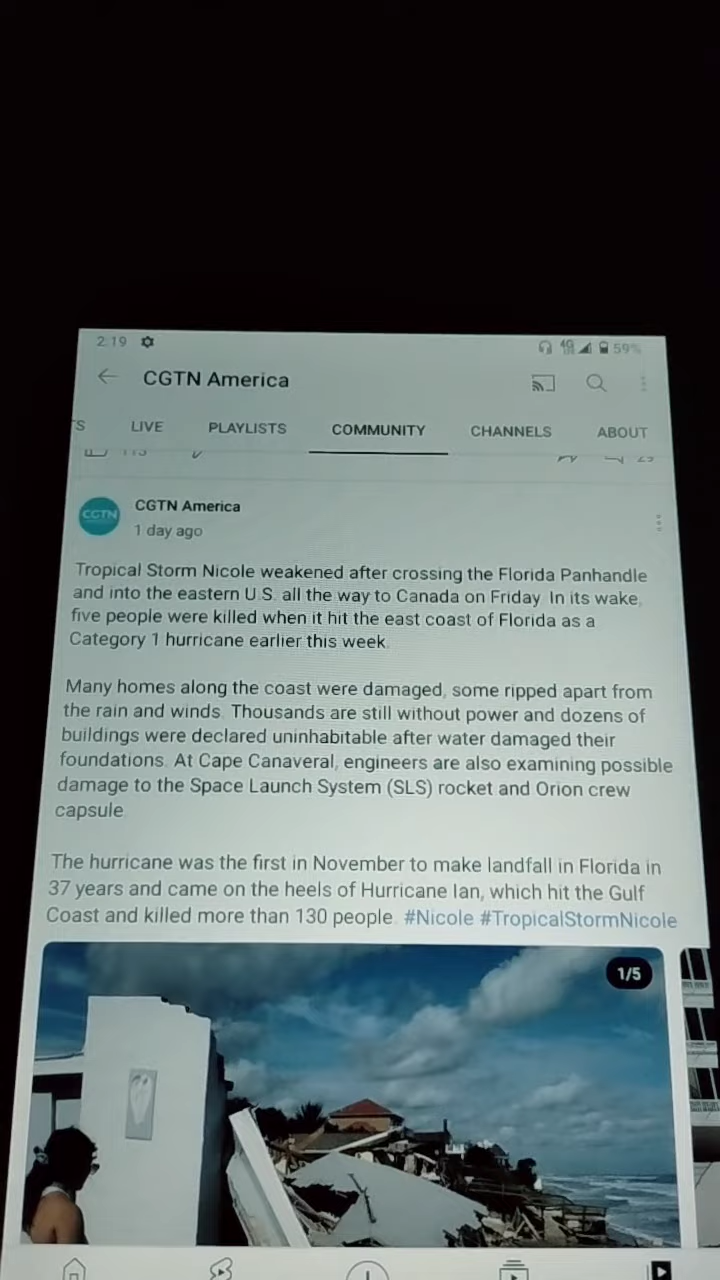 2:19 4G 59%
CGTN America
TS LIVE PLAYLISTS COMMUNITY CHANNELS ABOUT
CGTN
CGTN America
1 day ago
Tropical Storm Nicole weakened after crossing the Florida Panhandle
and into the eastern U.S. all the way to Canada on Friday. In its wake,
five people were killed when it hit the east coast of Florida as a
Category 1 hurricane earlier this week.
Many homes along the coast were damaged, some ripped apart from
the rain and winds. Thousands are still without power and dozens of
buildings were declared uninhabitable after water damaged their
foundations. At Cape Canaveral, engineers are also examining possible
damage to the Space Launch System (SLS) rocket and Orion crew
capsule.
The hurricane was the first in November to make landfall in Florida in
37 years and came on the heels of Hurricane Ian, which hit the Gulf
Coast and killed more than 130 people. #Nicole #TropicalStormNicole
1/5